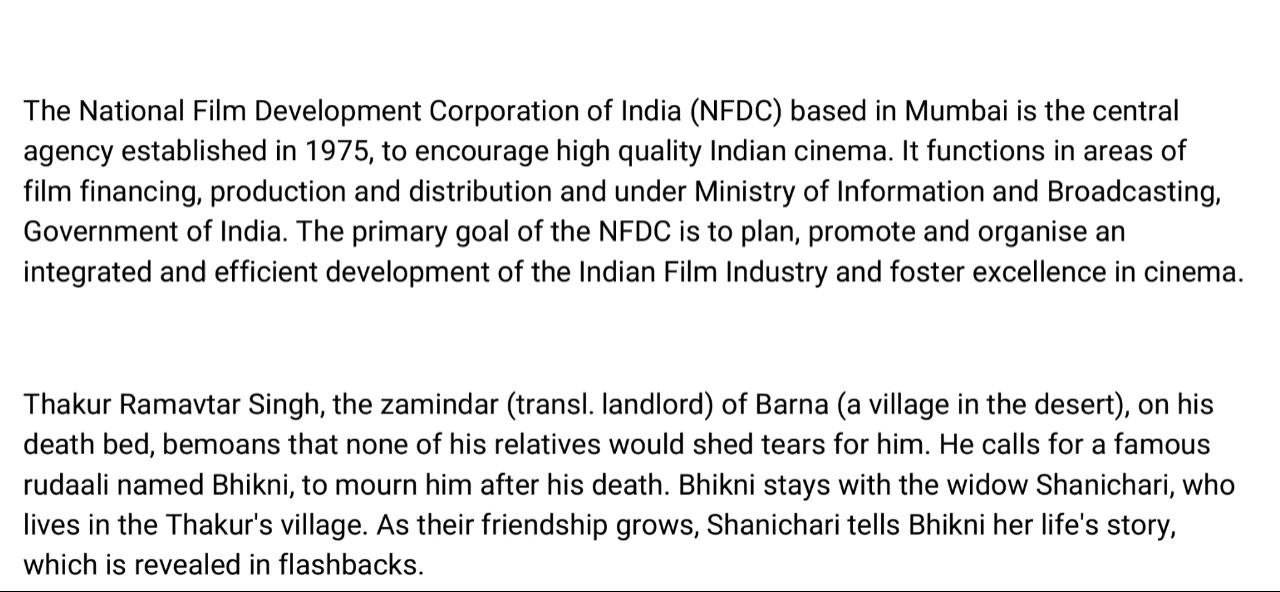 The National Film Development Corporation of India (NFDC) based in Mumbai is the central
agency established in 1975, to encourage high quality Indian cinema. It functions in areas of
film financing, production and distribution and under Ministry of Information and Broadcasting,
Government of India. The primary goal of the NFDC is to plan, promote and organise an
integrated and efficient development of the Indian Film Industry and foster excellence in cinema.
Thakur Ramavtar Singh, the zamindar (transl. landlord) of Barna (a village in the desert), on his
death bed, bemoans that none of his relatives would shed tears for him. He calls for a famous
rudaali named Bhikni, to mourn him after his death. Bhikni stays with the widow Shanichari, who
lives in the Thakur's village. As their friendship grows, Shanichari tells Bhikni her life's story,
which is revealed in flashbacks.